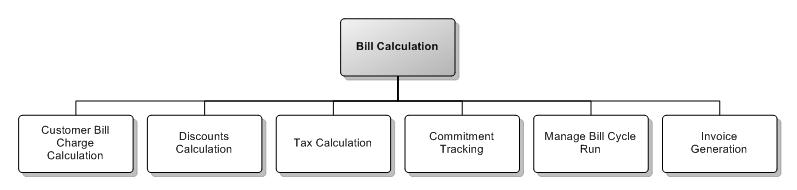 Bill Calculation
Customer Bill
Charge
Calculation
Discounts
Calculation
Tax Calculation
Commitment
Tracking
Manage Bill Cycle
Run
Invoice
Generation